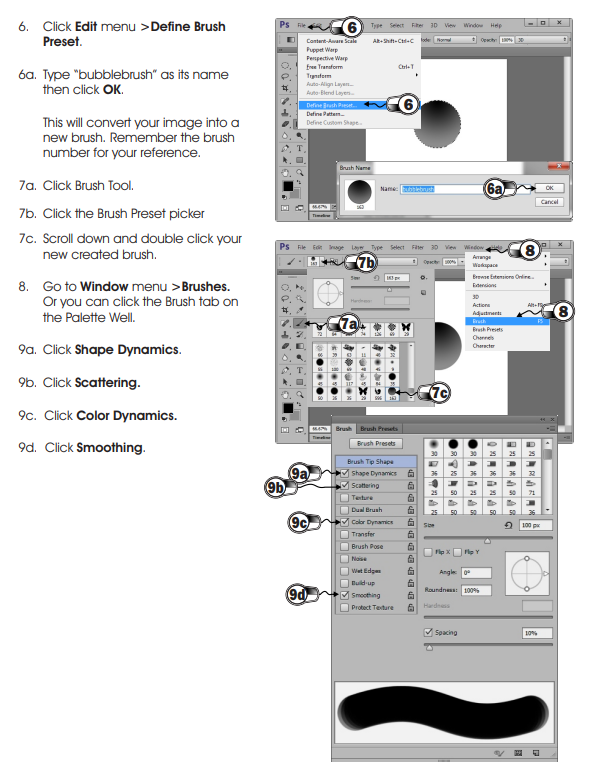 6. Click Edit menu >Define Brush
Preset.
6a. Type "bubblebrush" as its name
then click OK.
This will convert your image into a
new brush. Remember the brush
number for your reference.
7a. Click Brush Tool.
7b. Click the Brush Preset picker
7c. Scroll down and double click your
new created brush.
8. Go to Window menu >Brushes.
Or you can click the Brush tab on
the Palette Well.
9a. Click Shape Dynamics.
9b. Click Scattering.
9c. Click Color Dynamics.
9d. Click Smoothing.
Ps File 6 Type Select Filter 3D View Window Help
Mode: Normal Opacity: 100% 3D
Content-Aware Scale Alt+Shift+Ctrl+C
Puppet Warp
Perspective Warp
Free Transform Ctrl+T
Transform
Auto-Align Layers...
Auto-Blend Layers...
Define Brush Preset... 6
Define Pattern...
Define Custom Shape...
Brush Name
Name: bubblebrush 6a OK
Cancel
163
66.67%
Timeline
Ps File Edit Image Layer Type Select Filter 3D View Window Help 8
163 7b Opacity: 100%
Arrange
Workspace
Browse Extensions Online...
Extensions
3D
Actions
Adjustments
Brush F5 8
Brush Presets
Channels
Character
Size: 163 px
Hardness:
7a
7c
163
66.67%
Timeline
Brush Brush Presets
Brush Presets
Brush Tip Shape
9a Shape Dynamics
9b Scattering
Texture
Dual Brush
9c Color Dynamics
Transfer
Brush Pose
Noise
Wet Edges
Build-up
9d Smoothing
Protect Texture
30 30 30 25 25 25
36 25 36 36 36 32
25 50 25 25 50 71
25 50 50 50 50 36
Size 100 px
Flip X Flip Y
Angle: 0°
Roundness: 100%
Hardness
Spacing 10%